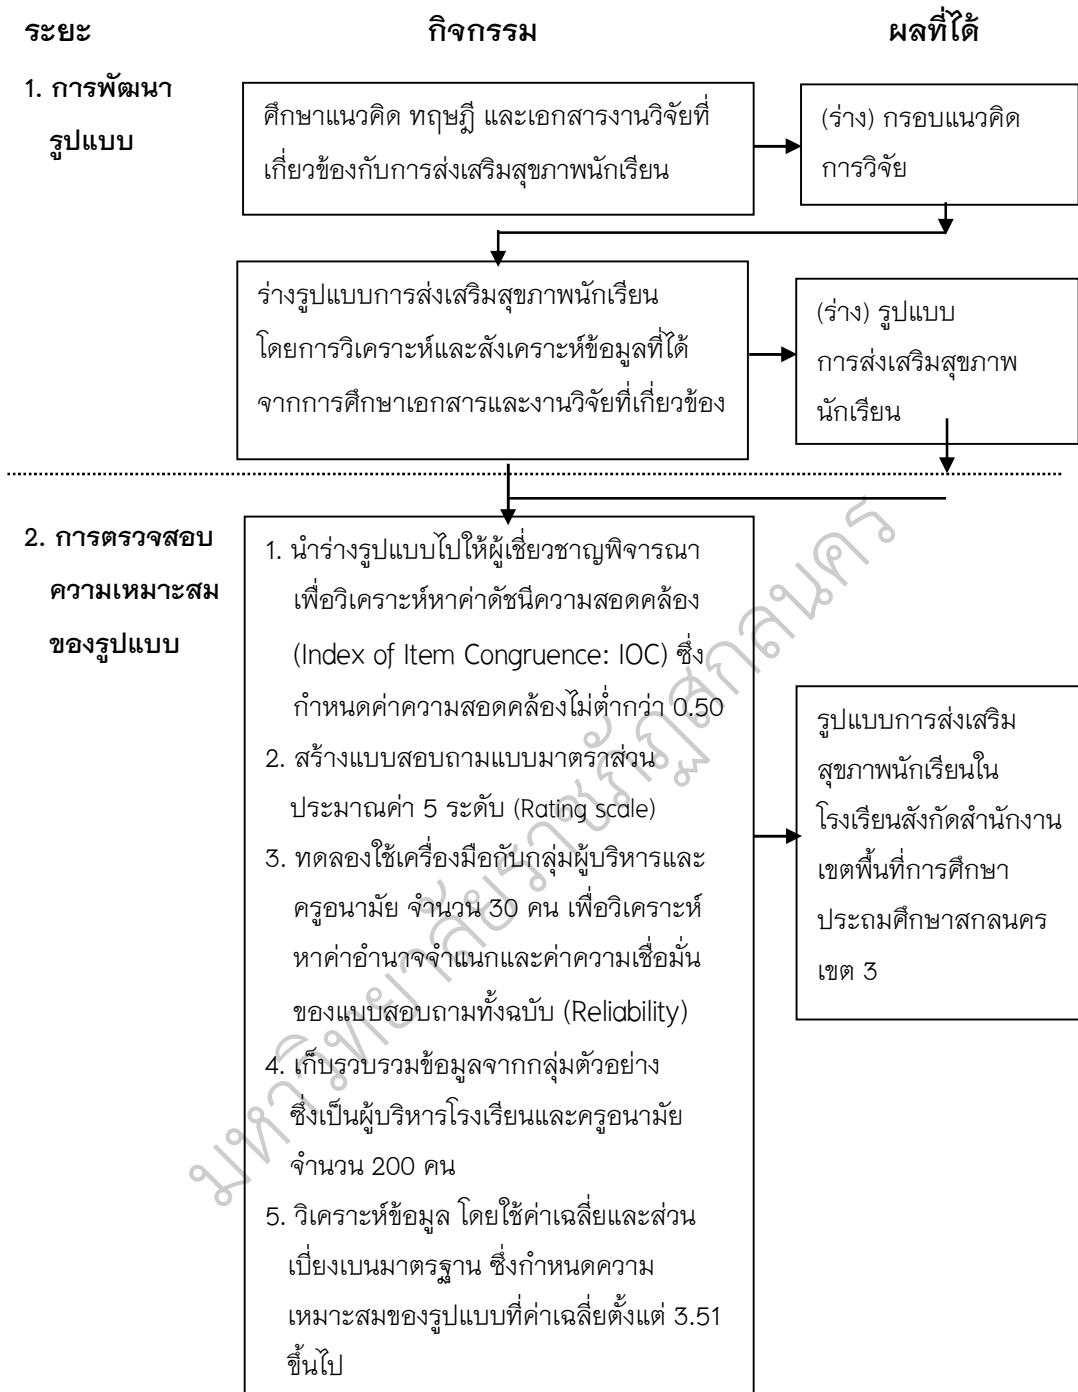 ระยะ กิจกรรม ผลที่ได้
1. การพัฒนา
รูปแบบ
ศึกษาแนวคิด ทฤษฎี และเอกสารงานวิจัยที่
เกี่ยวข้องกับการส่งเสริมสุขภาพนักเรียน
(ร่าง) กรอบแนวคิด
การวิจัย
ร่างรูปแบบการส่งเสริมสุขภาพนักเรียน
โดยการวิเคราะห์และสังเคราะห์ข้อมูลที่ได้
จากการศึกษาเอกสารและงานวิจัยที่เกี่ยวข้อง
(ร่าง) รูปแบบ
การส่งเสริมสุขภาพ
นักเรียน
2. การตรวจสอบ
ความเหมาะสม
ของรูปแบบ
1. นำร่างรูปแบบไปให้ผู้เชี่ยวชาญพิจารณา
เพื่อวิเคราะห์หาค่าดัชนีความสอดคล้อง
(Index of Item Congruence: IOC) ซึ่ง
กำหนดค่าความสอดคล้องไม่ต่ำกว่า 0.50
2. สร้างแบบสอบถามแบบมาตราส่วน
ประมาณค่า 5 ระดับ (Rating scale)
3. ทดลองใช้เครื่องมือกับกลุ่มผู้บริหารและ
ครูอนามัย จำนวน 30 คน เพื่อวิเคราะห์
หาค่าอำนาจจำแนกและค่าความเชื่อมั่น
ของแบบสอบถามทั้งฉบับ (Reliability)
4. เก็บรวบรวมข้อมูลจากกลุ่มตัวอย่าง
ซึ่งเป็นผู้บริหารโรงเรียนและครูอนามัย
จำนวน 200 คน
5. วิเคราะห์ข้อมูล โดยใช้ค่าเฉลี่ยและส่วน
เบี่ยงเบนมาตรฐาน ซึ่งกำหนดความ
เหมาะสมของรูปแบบที่ค่าเฉลี่ยตั้งแต่ 3.51
ขึ้นไป
รูปแบบการส่งเสริม
สุขภาพนักเรียนใน
โรงเรียนสังกัดสำนักงาน
เขตพื้นที่การศึกษา
ประถมศึกษาสกลนคร
เขต 3
มหาวิทยาลัยราชภัฏสกลนคร